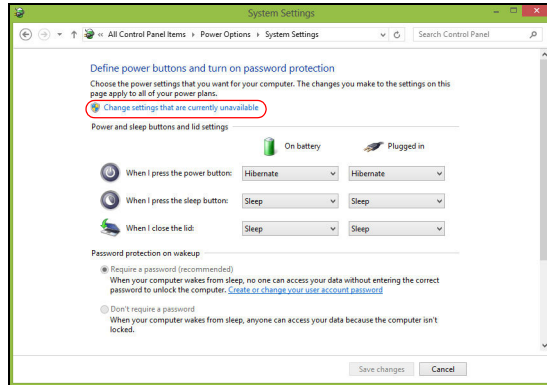 System Settings
« All Control Panel Items ▸ Power Options ▸ System Settings
Search Control Panel
Define power buttons and turn on password protection
Choose the power settings that you want for your computer. The changes you make to the settings on this
page apply to all of your power plans.
Change settings that are currently unavailable
Power and sleep buttons and lid settings
On battery Plugged in
When I press the power button: Hibernate Hibernate
When I press the sleep button: Sleep Sleep
When I close the lid: Sleep Sleep
Password protection on wakeup
Require a password (recommended)
When your computer wakes from sleep, no one can access your data without entering the correct
password to unlock the computer. Create or change your user account password
Don't require a password
When your computer wakes from sleep, anyone can access your data because the computer isn't
locked.
Save changes Cancel